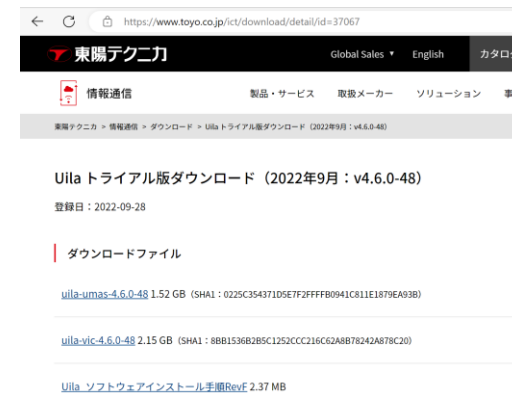 https://www.toyo.co.jp/ict/download/detail/id=37067
東陽テクニカ Global Sales ▼ English カタロ
情報通信 製品・サービス 取扱メーカー ソリューション 事
東陽テクニカ > 情報通信 > ダウンロード > Uila トライアル版ダウンロード（2022年9月：v4.6.0-48）
Uila トライアル版ダウンロード（2022年9月：v4.6.0-48）
登録日：2022-09-28
ダウンロードファイル
uila-umas-4.6.0-48 1.52 GB（SHA1：0225C354371D5E7F2FFFFB0941C811E1879EA93B）
uila-vic-4.6.0-48 2.15 GB（SHA1：8BB1536B2B5C1252CCC216C62A8B78242A878C20）
Uila_ソフトウェアインストール手順RevF 2.37 MB